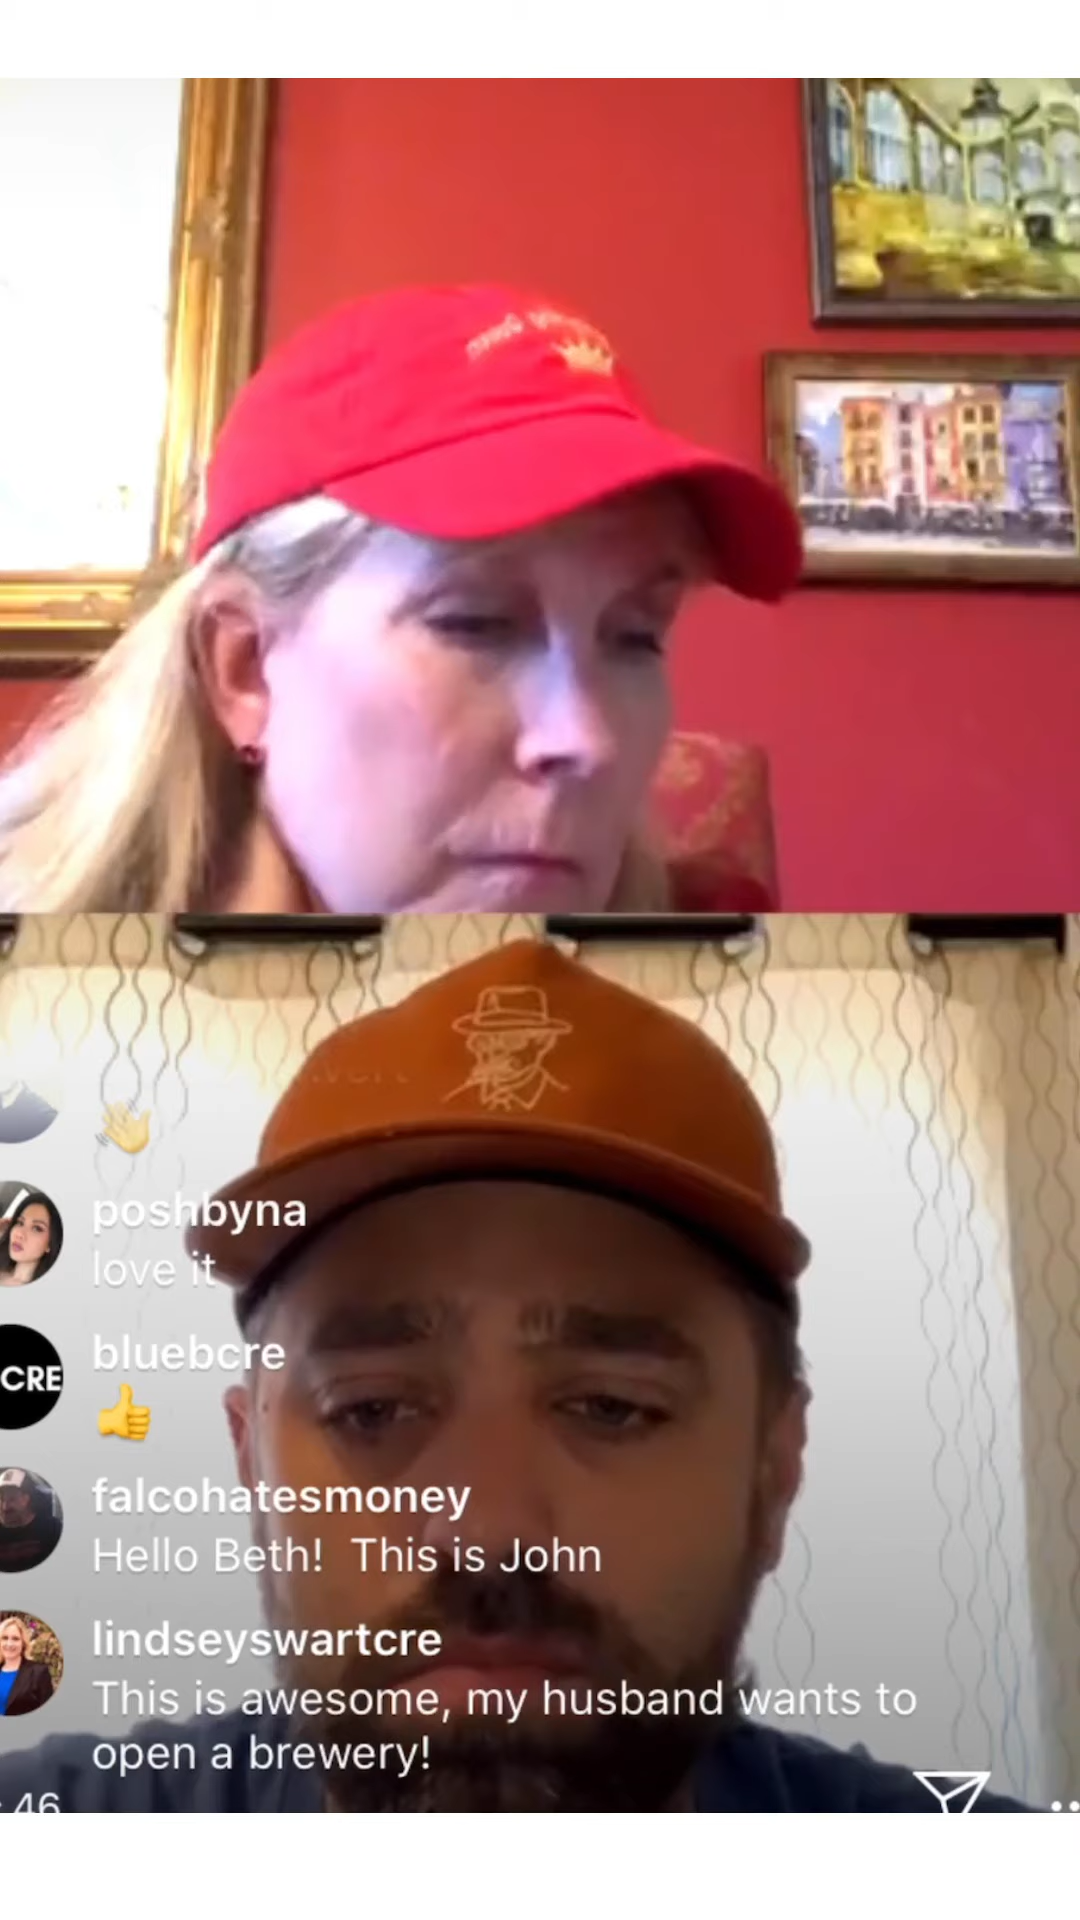 poshbyna
love it
bluebcre
CRE
falcohatesmoney
Hello Beth!  This is John
lindseyswartcre
This is awesome, my husband wants to
open a brewery!
:46